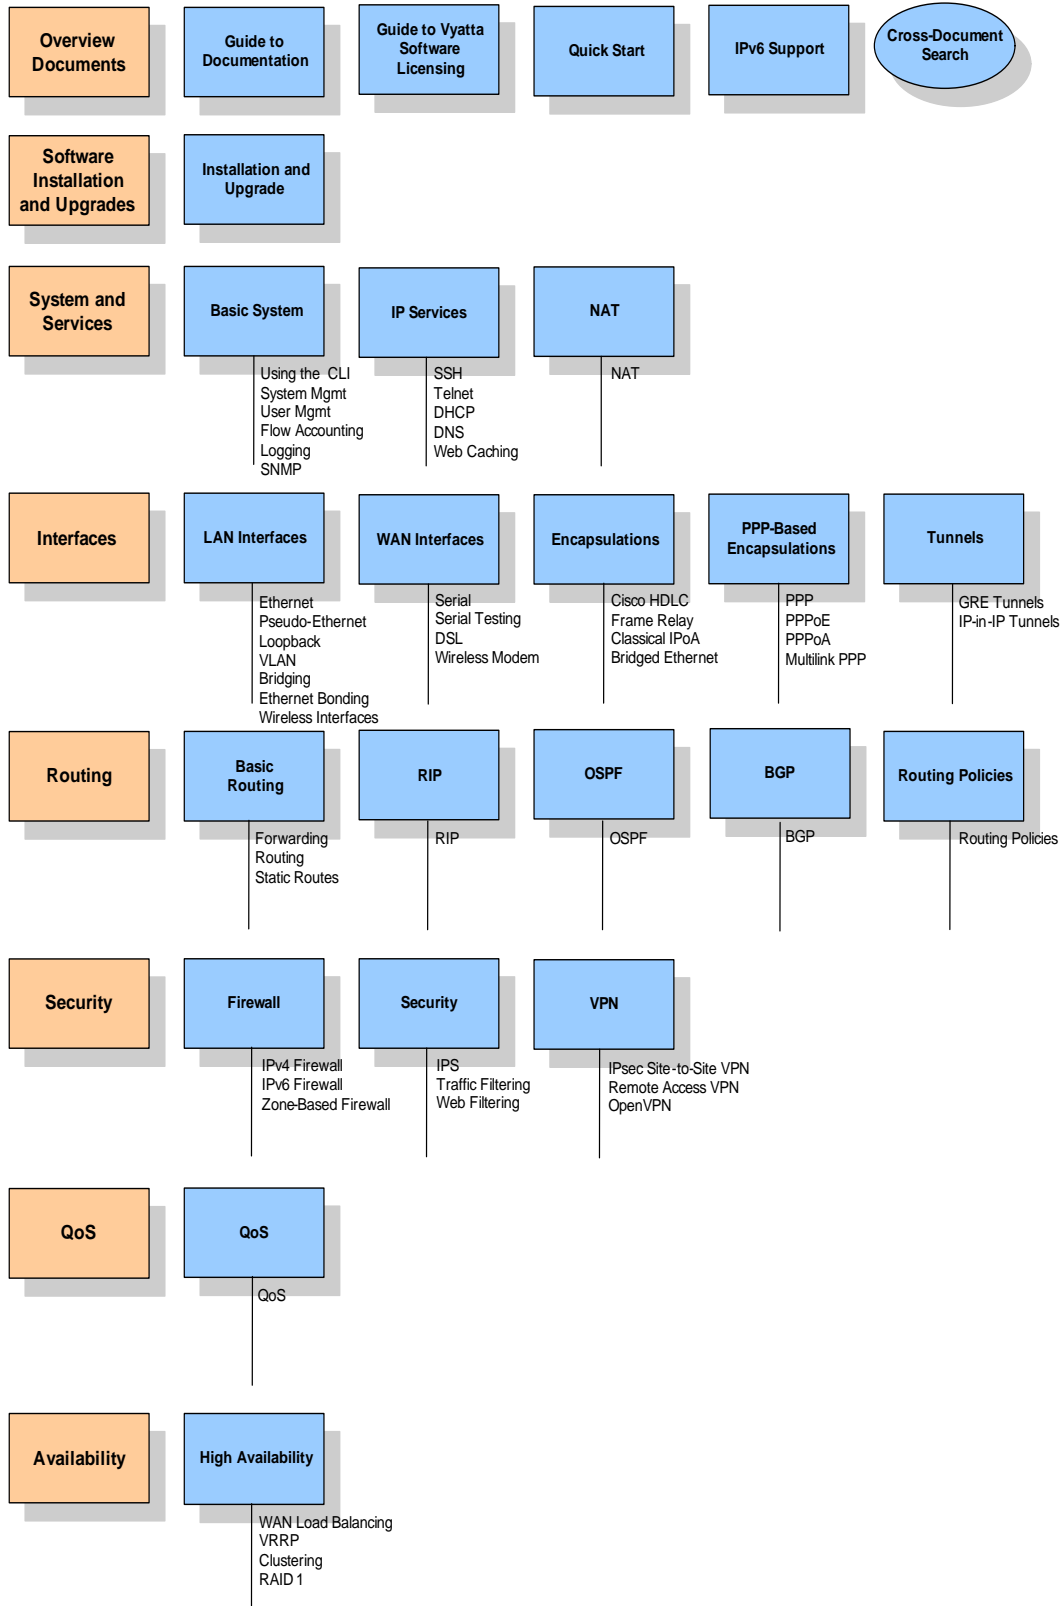 Overview
Documents
Guide to
Documentation
Guide to Vyatta
Software
Licensing
Quick Start
IPv6 Support
Cross-Document
Search
Software
Installation
and Upgrades
Installation and
Upgrade
System and
Services
Basic System
Using the CLI
System Mgmt
User Mgmt
Flow Accounting
Logging
SNMP
IP Services
SSH
Telnet
DHCP
DNS
Web Caching
NAT
NAT
Interfaces
LAN Interfaces
Ethernet
Pseudo-Ethernet
Loopback
VLAN
Bridging
Ethernet Bonding
Wireless Interfaces
WAN Interfaces
Serial
Serial Testing
DSL
Wireless Modem
Encapsulations
Cisco HDLC
Frame Relay
Classical IPoA
Bridged Ethernet
PPP-Based
Encapsulations
PPP
PPPoE
PPPoA
Multilink PPP
Tunnels
GRE Tunnels
IP-in-IP Tunnels
Routing
Basic
Routing
Forwarding
Routing
Static Routes
RIP
RIP
OSPF
OSPF
BGP
BGP
Routing Policies
Routing Policies
Security
Firewall
IPv4 Firewall
IPv6 Firewall
Zone-Based Firewall
Security
IPS
Traffic Filtering
Web Filtering
VPN
IPsec Site-to-Site VPN
Remote Access VPN
OpenVPN
QoS
QoS
QoS
Availability
High Availability
WAN Load Balancing
VRRP
Clustering
RAID 1